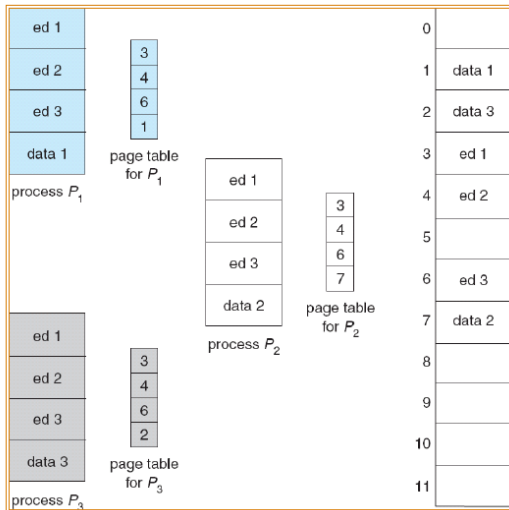 ed 1
ed 2
ed 3
data 1
process P1
3
4
6
1
page table
for P1
ed 1
ed 2
ed 3
data 2
process P2
3
4
6
7
page table
for P2
ed 1
ed 2
ed 3
data 3
process P3
3
4
6
2
page table
for P3
0
1 data 1
2 data 3
3 ed 1
4 ed 2
5
6 ed 3
7 data 2
8
9
10
11